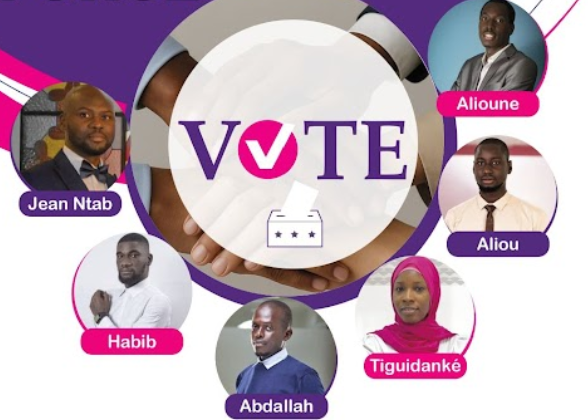 VOTE
Alioune
Jean Ntab
Aliou
Habib
Tiguidanké
Abdallah